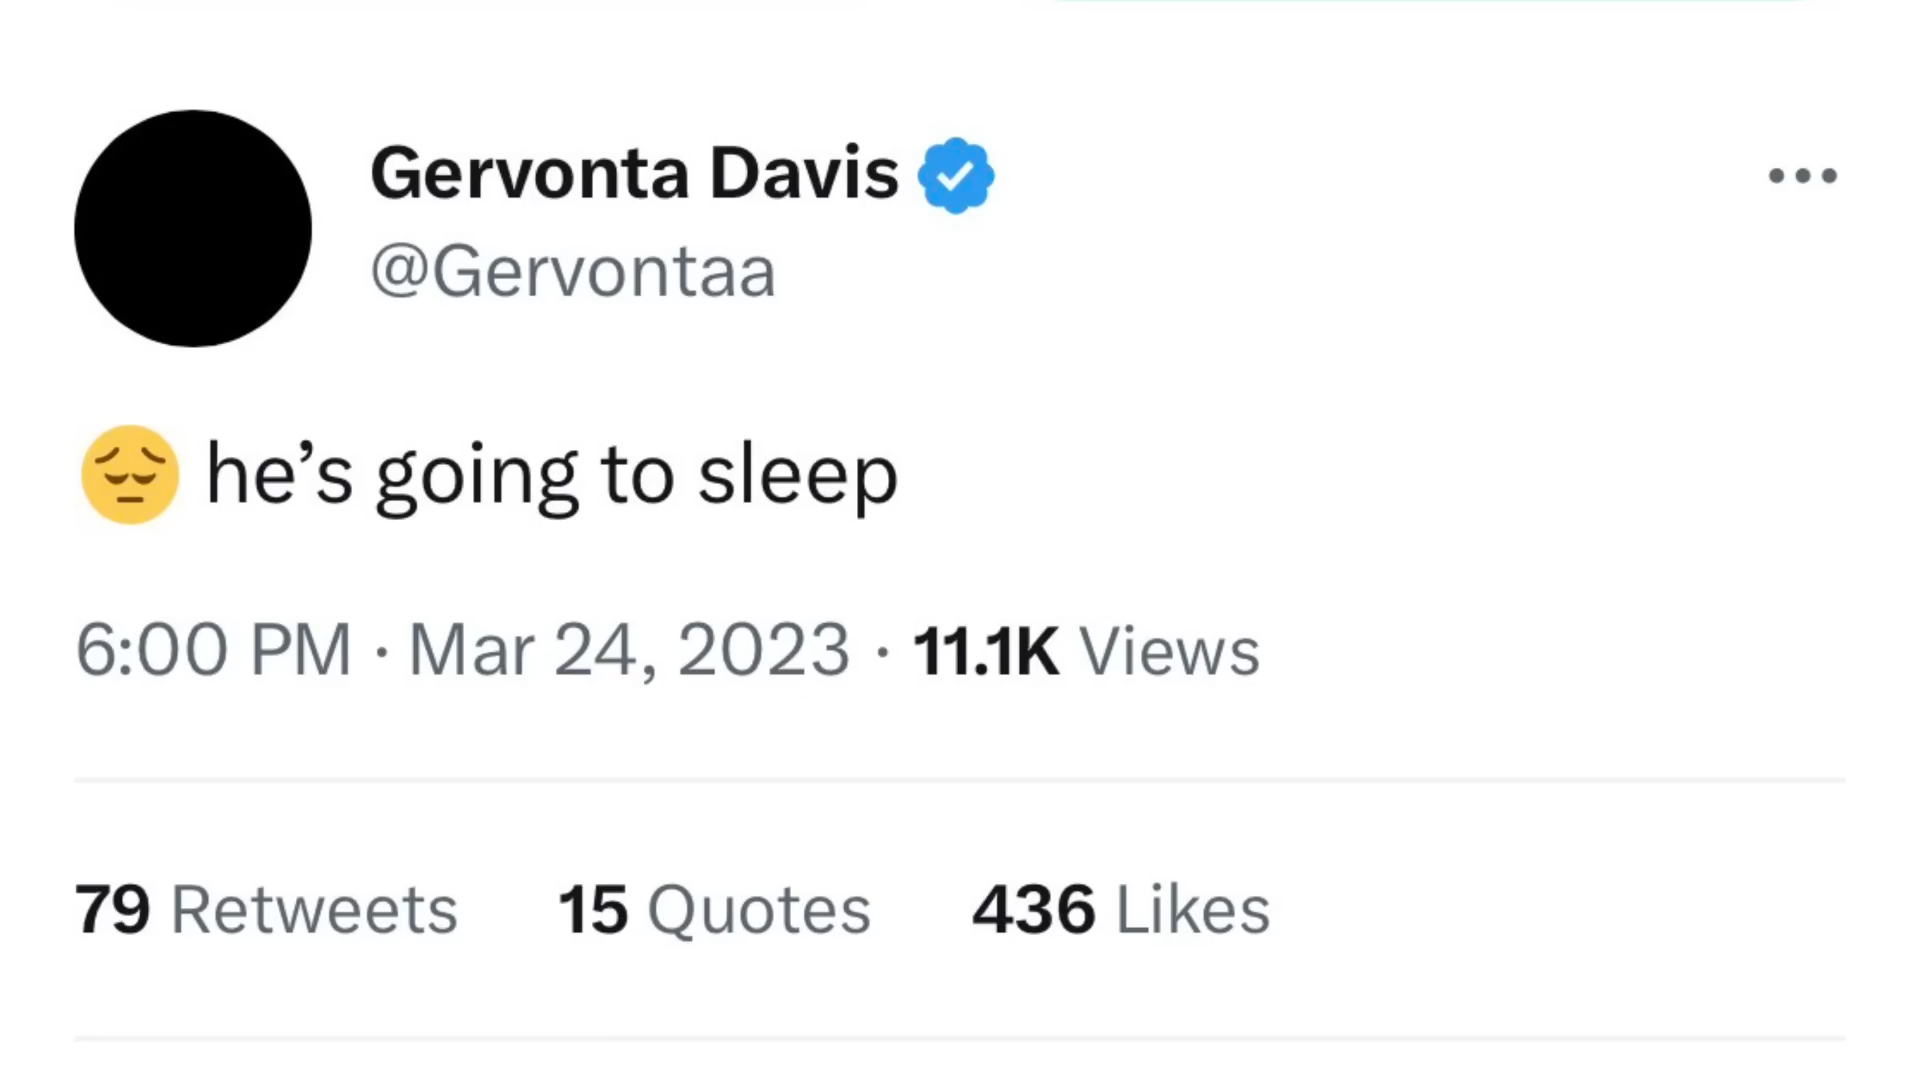 Gervonta Davis
@Gervontaa
😔 he’s going to sleep
6:00 PM · Mar 24, 2023 · 11.1K Views
79 Retweets 15 Quotes 436 Likes